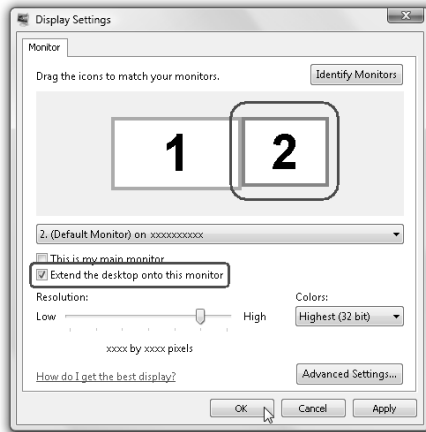 Display Settings
Monitor
Drag the icons to match your monitors.
Identify Monitors
1
2
2. (Default Monitor) on xxxxxxxxxx
This is my main monitor
Extend the desktop onto this monitor
Resolution:
Colors:
Low
High
Highest (32 bit)
xxxx by xxxx pixels
How do I get the best display?
Advanced Settings...
OK
Cancel
Apply